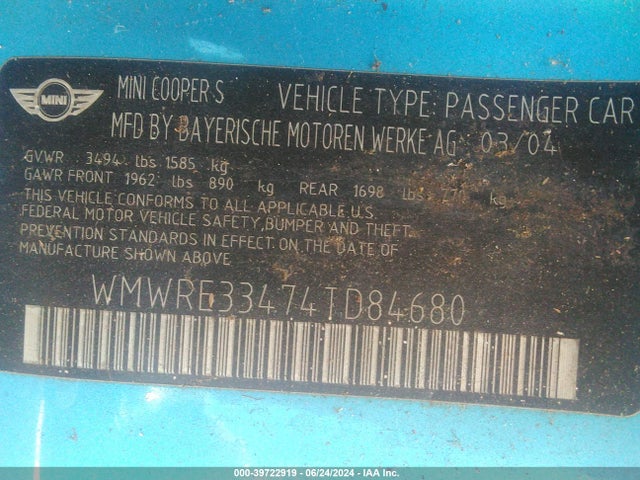 MINI
MINI COOPER S VEHICLE TYPE: PASSENGER CAR
MFD BY BAYERISCHE MOTOREN WERKE AG 03/04
GVWR 3494 lbs 1585 kg
GAWR FRONT 1962 lbs 890 kg REAR 1698 lbs kg
THIS VEHICLE CONFORMS TO ALL APPLICABLE U.S.
FEDERAL MOTOR VEHICLE SAFETY, BUMPER AND THEFT
PREVENTION STANDARDS IN EFFECT ON THE DATE OF
MANUFACTURE SHOWN ABOVE
WMWRE33474TD84680
000-39722919 / 06/24/2024 - IAA Inc.